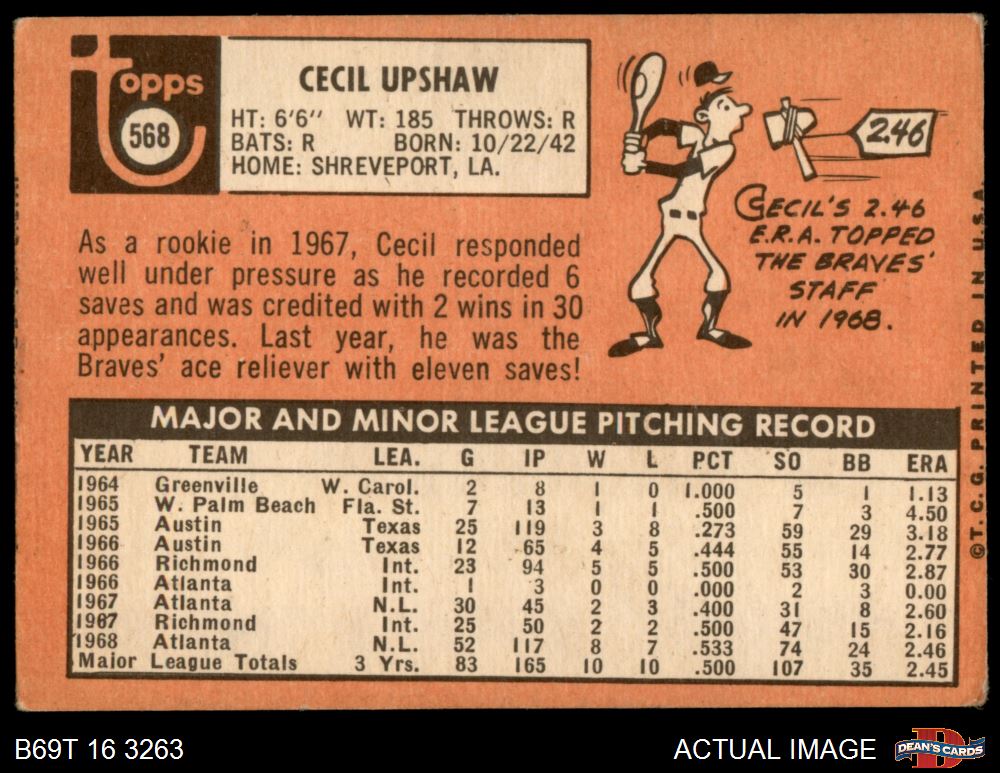 topps
568
CECIL UPSHAW
HT: 6'6" WT: 185 THROWS: R
BATS: R BORN: 10/22/42
HOME: SHREVEPORT, LA.
As a rookie in 1967, Cecil responded
well under pressure as he recorded 6
saves and was credited with 2 wins in 30
appearances. Last year, he was the
Braves' ace reliever with eleven saves!
246
CECIL'S 2.46
E.R.A. TOPPED
THE BRAVES'
STAFF
IN 1968.
MAJOR AND MINOR LEAGUE PITCHING RECORD
YEAR TEAM LEA. G IP W L PCT SO BB ERA
1964 Greenville W. Carol. 2 8 1 0 1.000 5 1 1.13
1965 W. Palm Beach Fla. St. 7 13 1 1 .500 7 3 4.50
1965 Austin Texas 25 119 3 8 .273 59 29 3.18
1966 Austin Texas 12 65 4 5 .444 55 14 2.77
1966 Richmond Int. 23 94 5 5 .500 53 30 2.87
1966 Atlanta Int. 1 3 0 0 .000 2 3 0.00
1967 Atlanta N.L. 30 45 2 3 .400 31 8 2.60
1967 Richmond Int. 25 50 2 2 .500 47 15 2.16
1968 Atlanta N.L. 52 117 8 7 .533 74 24 2.46
Major League Totals 3 Yrs. 83 165 10 10 .500 107 35 2.45
©T.C.G. PRINTED IN U.S.A.
B69T 16 3263
ACTUAL IMAGE
D
DEAN'S CARDS